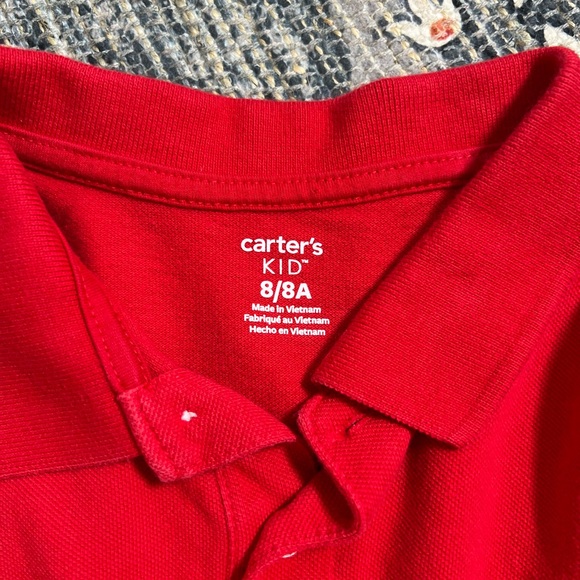 carter's
KID™
8/8A
Made in Vietnam
Fabriqué au Vietnam
Hecho en Vietnam